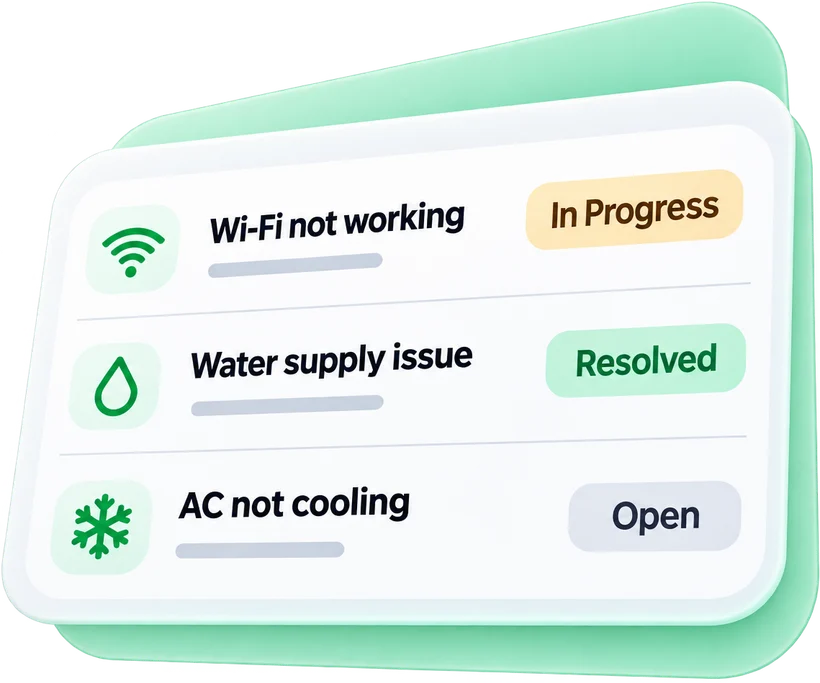 Wi-Fi not working
In Progress
Water supply issue
Resolved
AC not cooling
Open